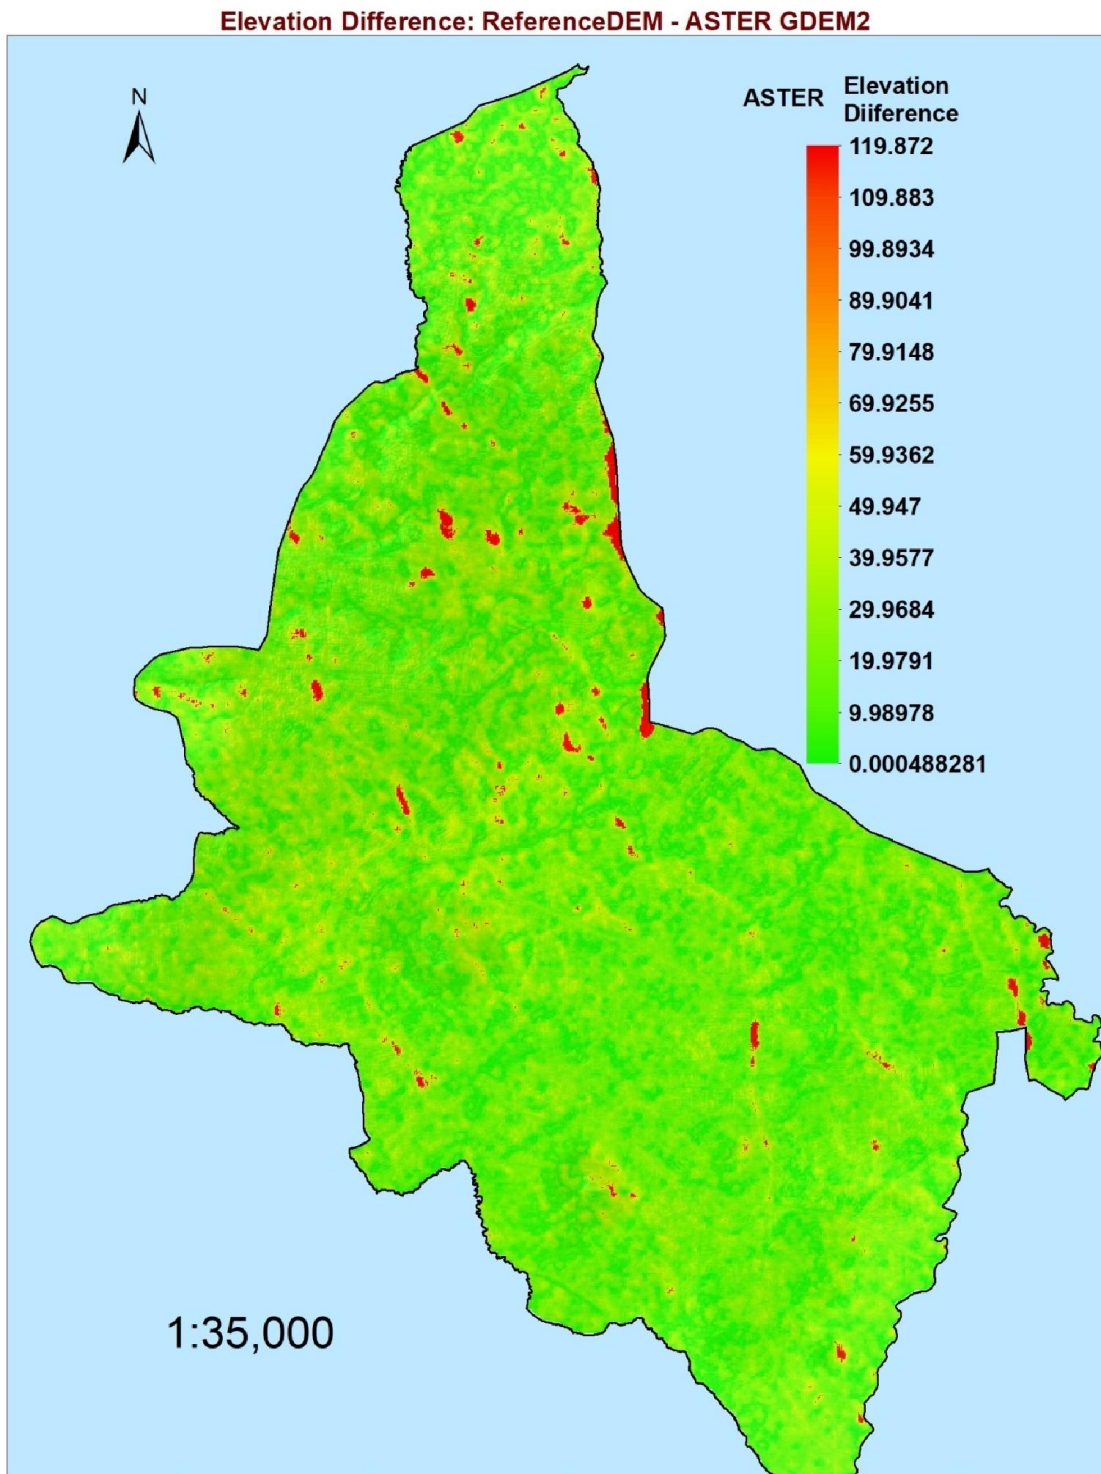 Elevation Difference: ReferenceDEM - ASTER GDEM2
N
ASTER
Elevation
Diifference
119.872
109.883
99.8934
89.9041
79.9148
69.9255
59.9362
49.947
39.9577
29.9684
19.9791
9.98978
0.000488281
1:35,000